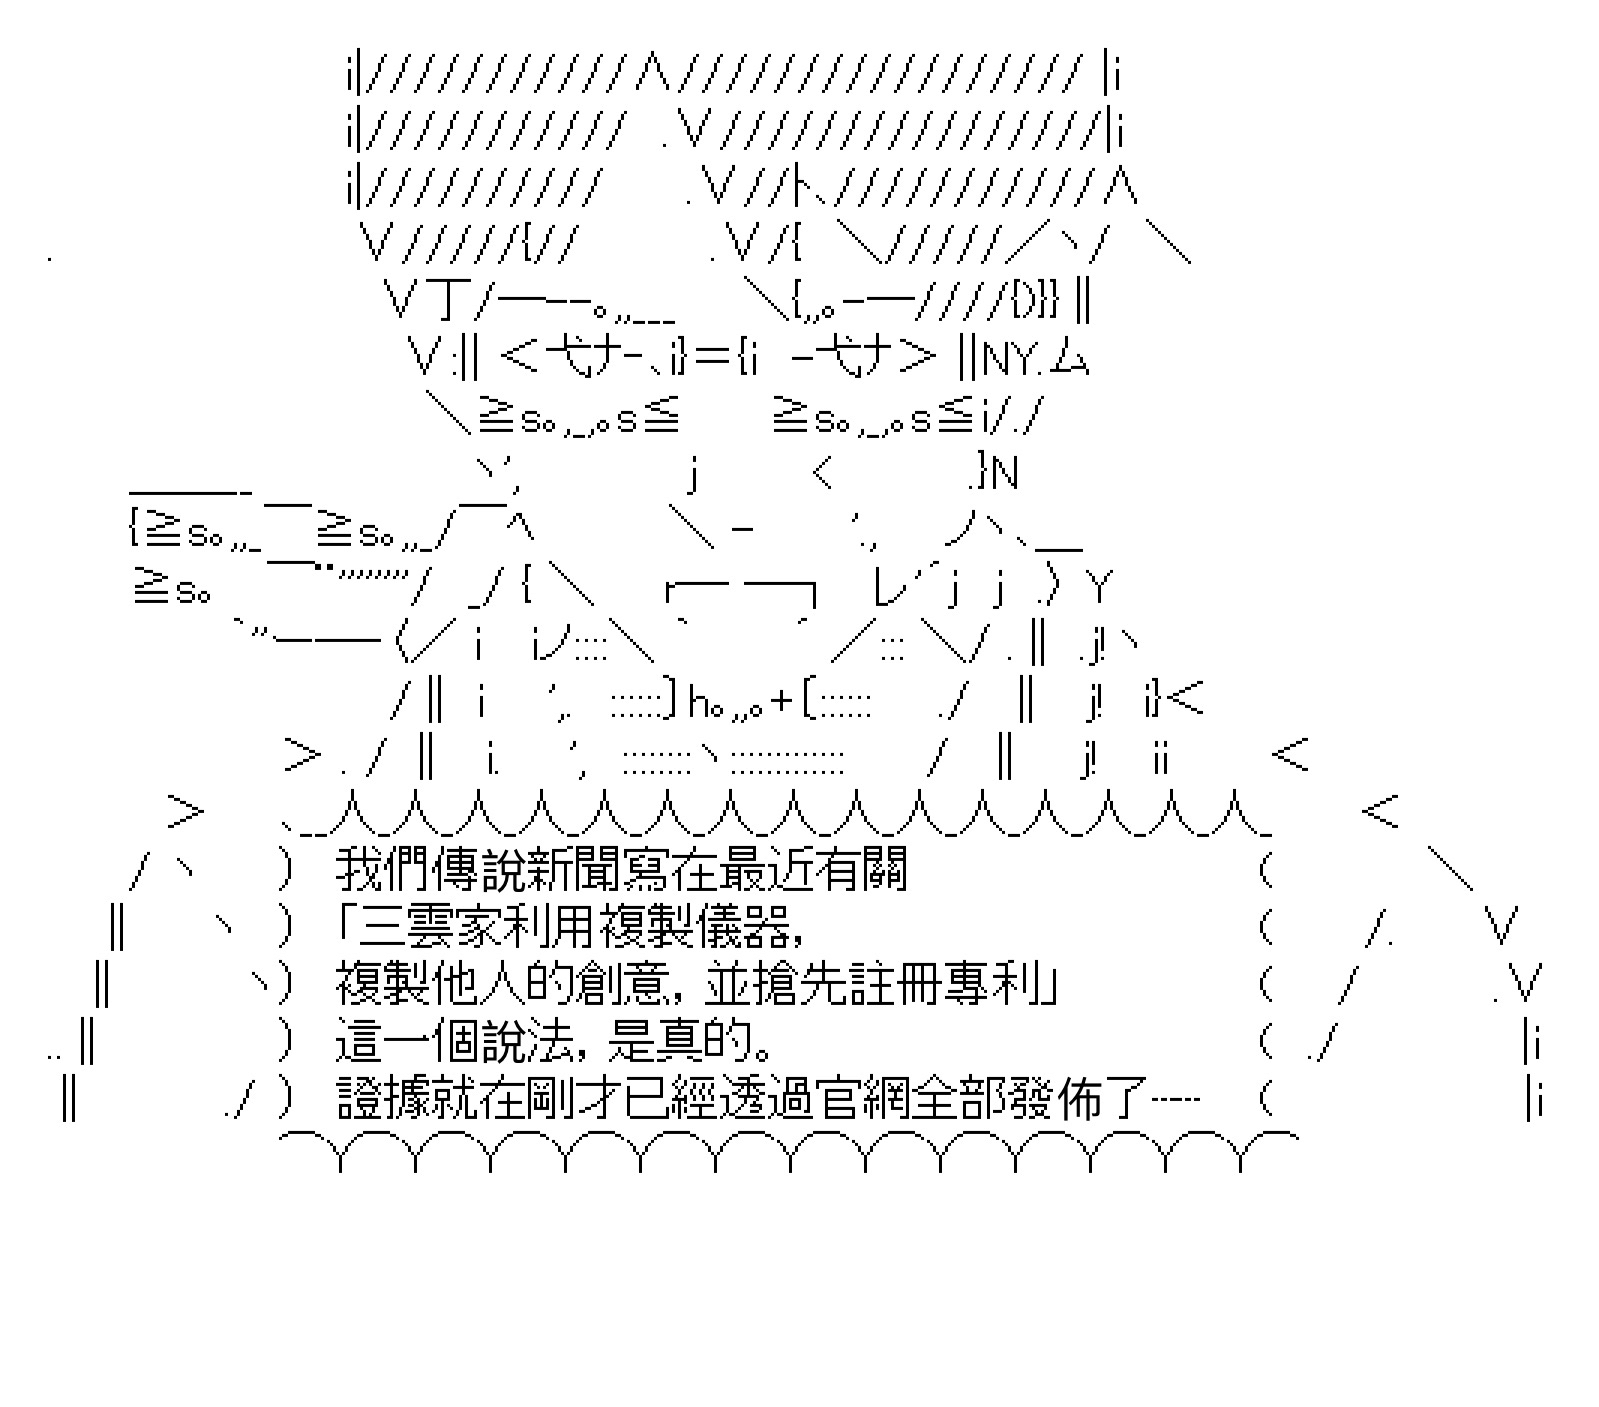 我們傳說新聞寫在最近有關
「三雲家利用複製儀器，
複製他人的創意，並搶先註冊專利」
這一個說法，是真的。
證據就在剛才已經透過官網全部發佈了┈┈